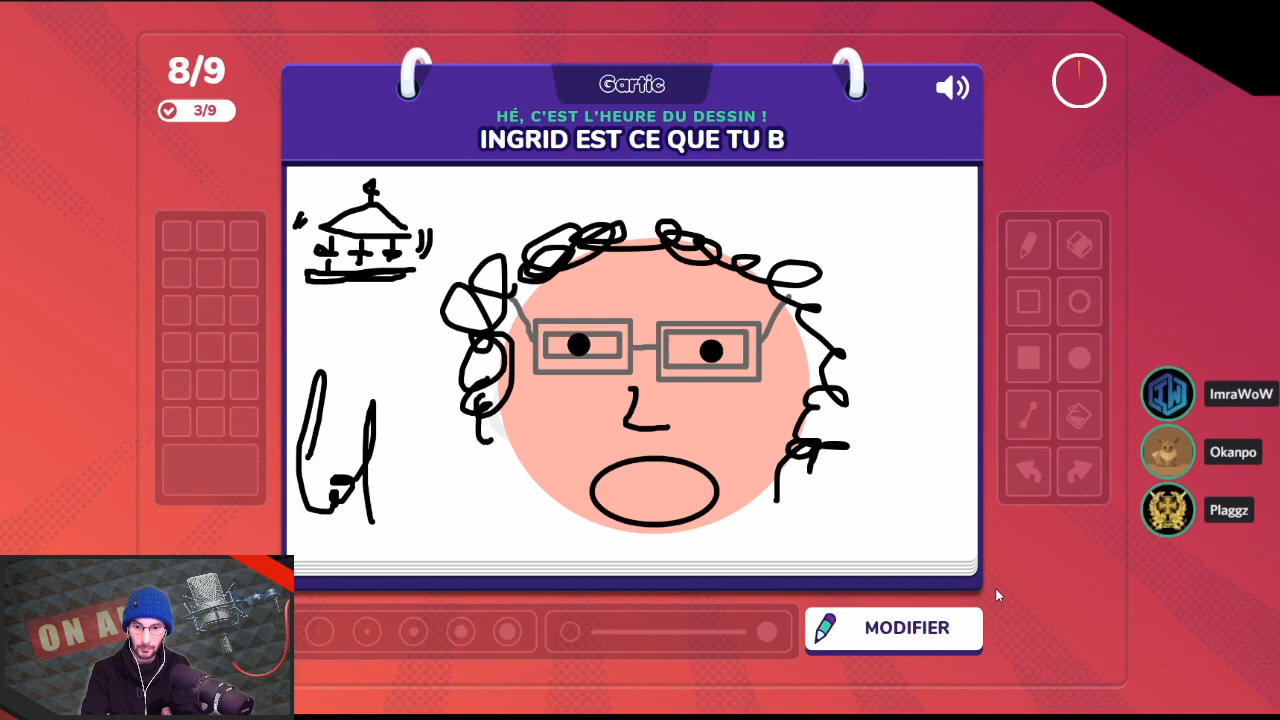 8/9
3/9
Gartic
HÉ, C'EST L'HEURE DU DESSIN !
INGRID EST CE QUE TU B
ImraWoW
Okanpo
Plaggz
ON A
MODIFIER